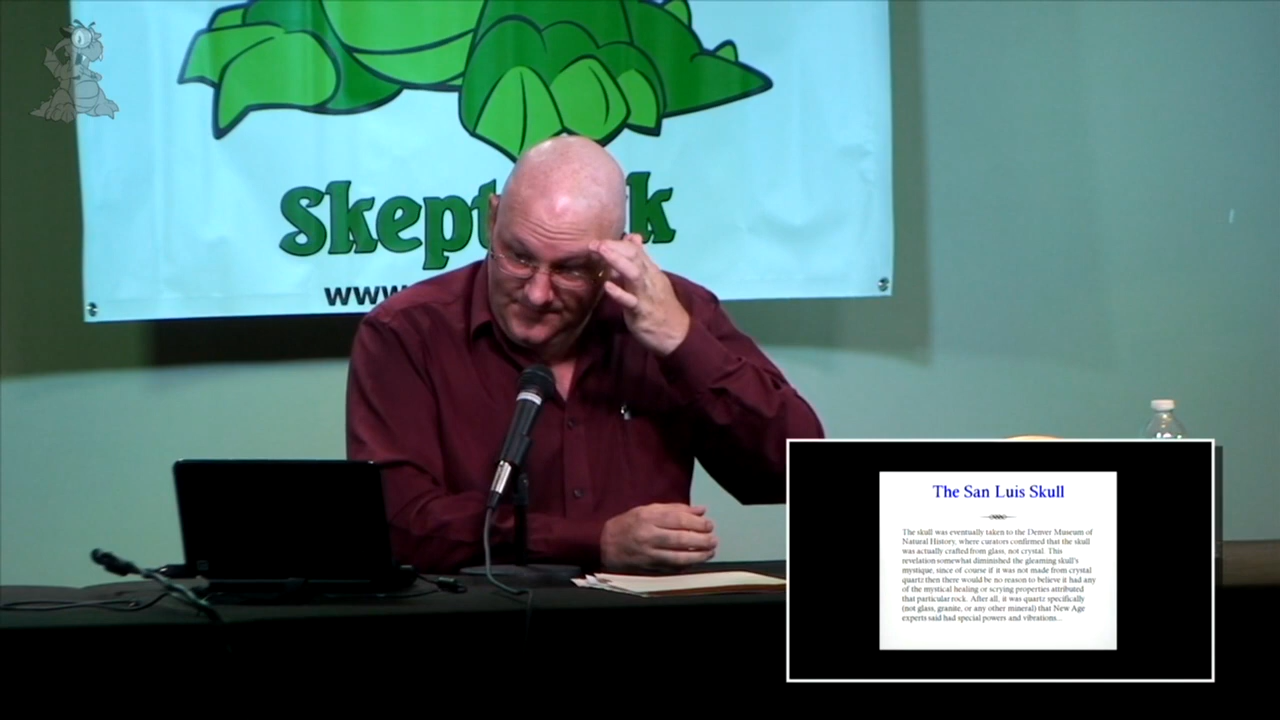 Skept k
www.
The San Luis Skull
The skull was eventually taken to the Denver Museum of
Natural History, where curators confirmed that the skull
was actually crafted from glass, not crystal. This
revelation somewhat diminished the gleaming skull's
mystique, since of course if it was not made from crystal
quartz then there would be no reason to believe it had any
of the mystical healing or scrying properties attributed
that particular rock. After all, it was quartz specifically
(not glass, granite, or any other mineral) that New Age
experts said had special powers and vibrations...